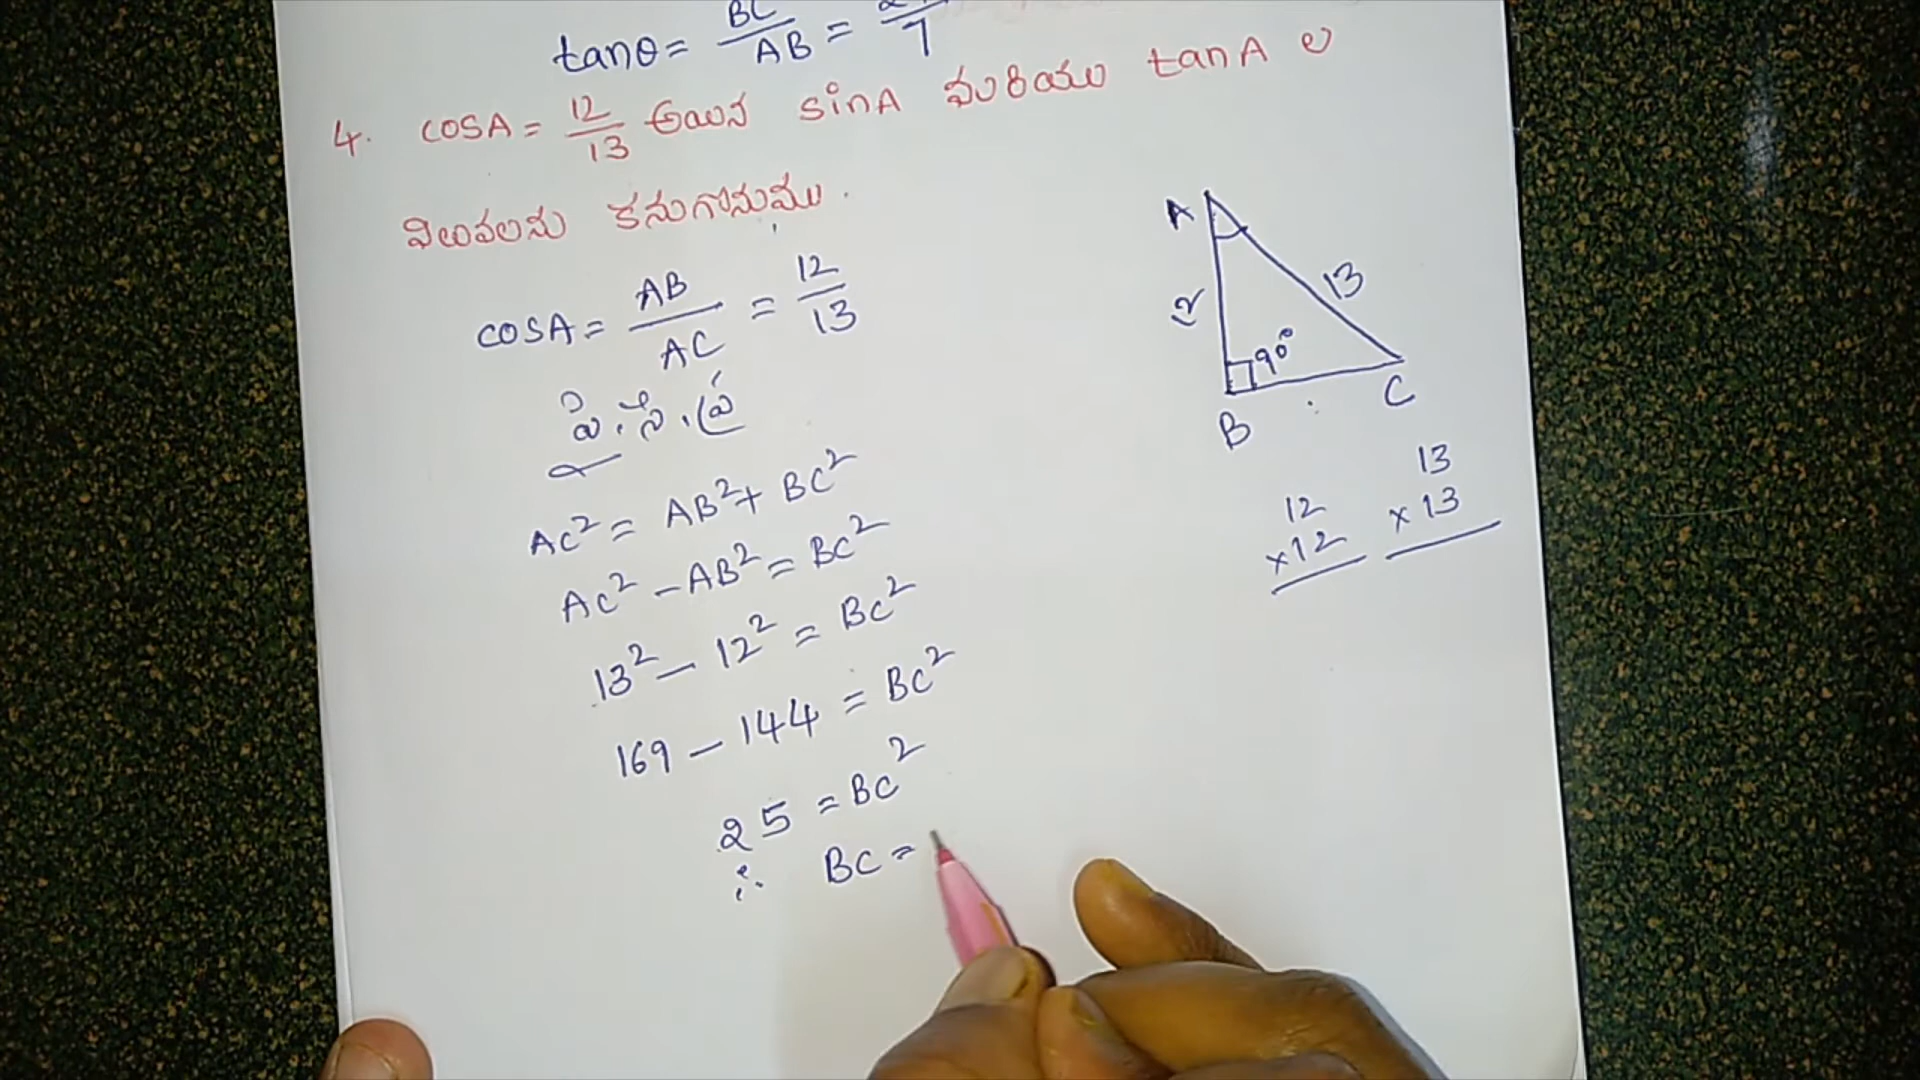 tanθ = BC/AB = /7
4. cosA = 12/13 అయిన sinA మరియు tanA ల
విలువలను కనుగొనుము.
cosA = AB/AC = 12/13
పై.సి.ప్ర
AC² = AB² + BC²
AC² - AB² = BC²
13² - 12² = BC²
169 - 144 = BC²
25 = BC²
∴ BC =
A
12
13
90°
B
C
12
×12
13
×13